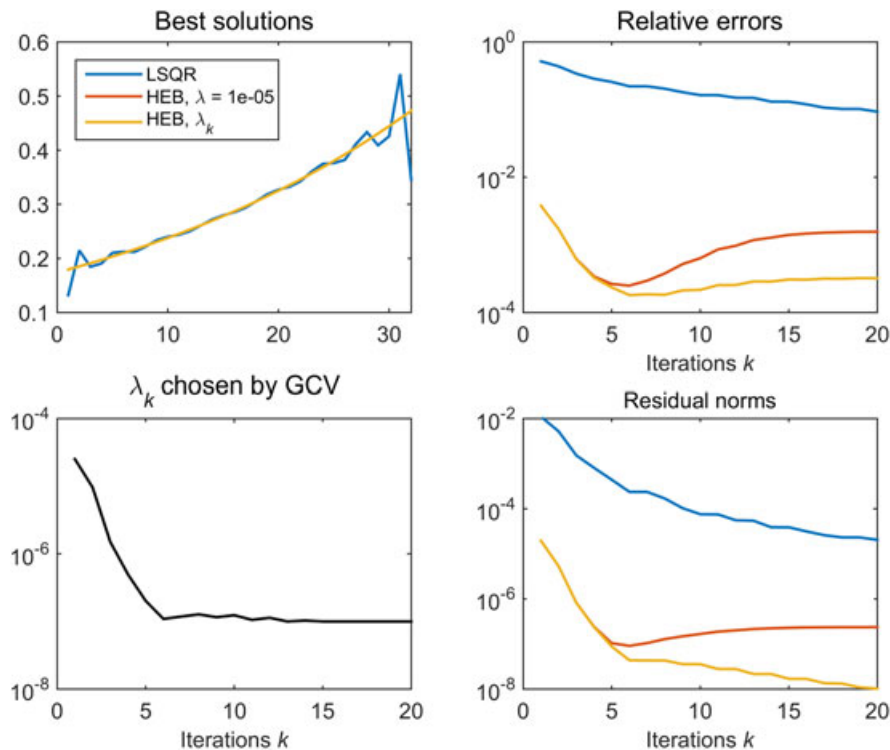 Best solutions
0.6
0.5
0.4
0.3
0.2
0.1
0 10 20 30
LSQR
HEB, λ = 1e-05
HEB, λk
Relative errors
10^0
10^-2
10^-4
0 5 10 15 20
Iterations k
λk chosen by GCV
10^-4
10^-6
10^-8
0 5 10 15 20
Iterations k
Residual norms
10^-2
10^-4
10^-6
10^-8
0 5 10 15 20
Iterations k